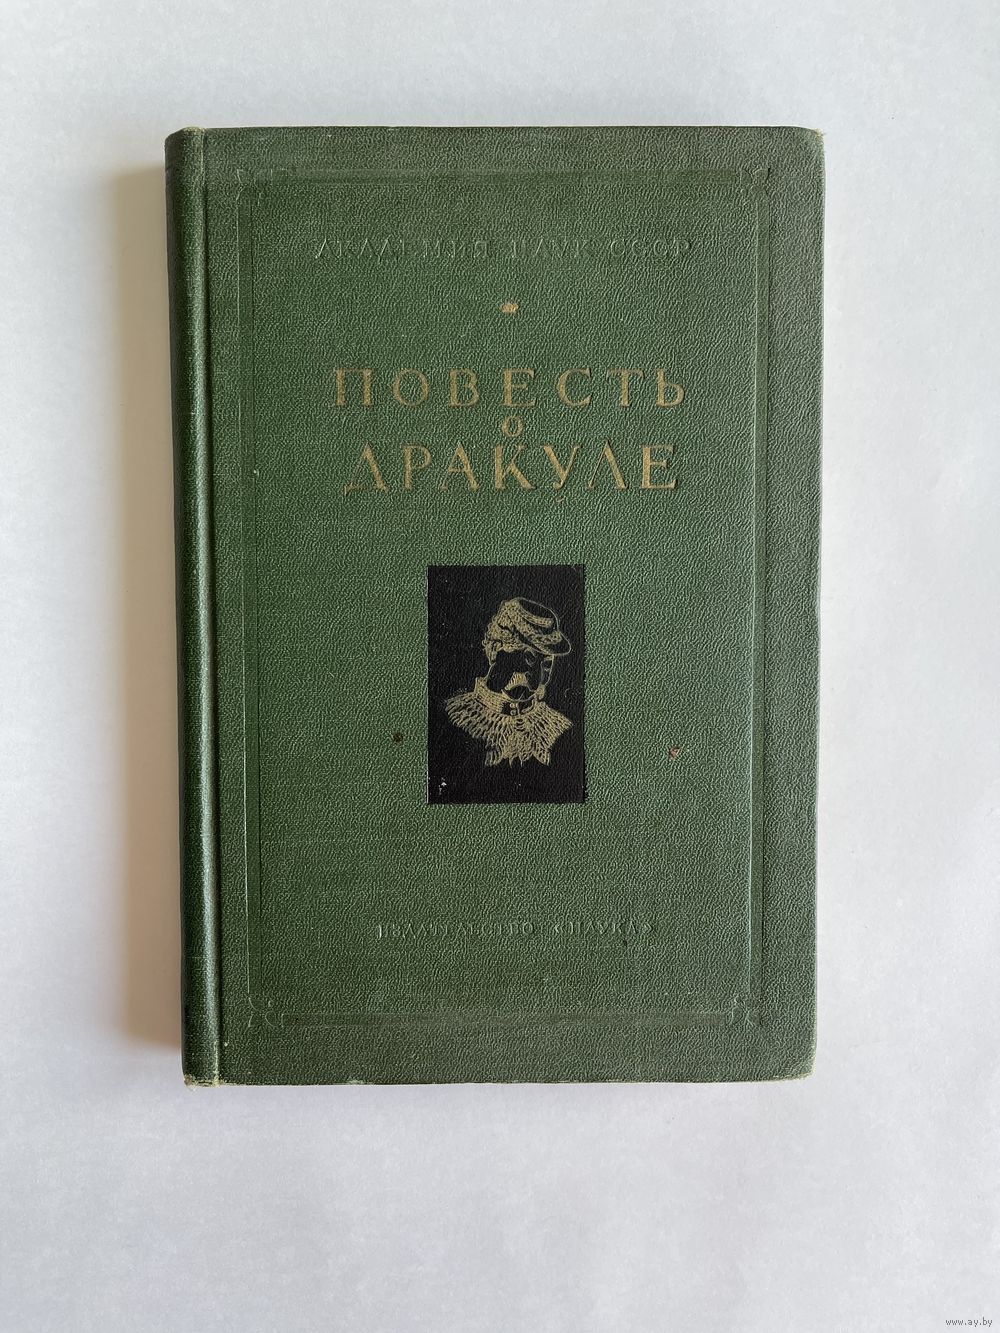 АКАДЕМИЯ НАУК СССР
ПОВЕСТЬ
О
ДРАКУЛЕ
ИЗДАТЕЛЬСТВО «НАУКА»
www.ay.by